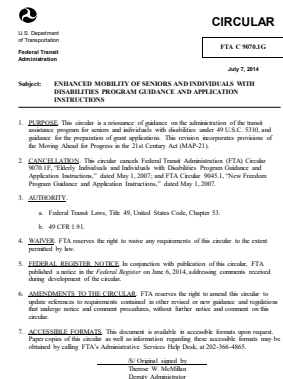 CIRCULAR
U.S. Department
of Transportation
Federal Transit
Administration
FTA C 9070.1G
July 7, 2014
Subject: ENHANCED MOBILITY OF SENIORS AND INDIVIDUALS WITH
DISABILITIES PROGRAM GUIDANCE AND APPLICATION
INSTRUCTIONS
1. PURPOSE. This circular is a reissuance of guidance on the administration of the transit
assistance program for seniors and individuals with disabilities under 49 U.S.C. 5310, and
guidance for the preparation of grant applications. This revision incorporates provisions of
the Moving Ahead for Progress in the 21st Century Act (MAP-21).
2. CANCELLATION. This circular cancels Federal Transit Administration (FTA) Circular
9070.1F, "Elderly Individuals and Individuals with Disabilities Program Guidance and
Application Instructions," dated May 1, 2007; and FTA Circular 9045.1, "New Freedom
Program Guidance and Application Instructions," dated May 1, 2007.
3. AUTHORITY.
a. Federal Transit Laws, Title 49, United States Code, Chapter 53.
b. 49 CFR 1.91.
4. WAIVER. FTA reserves the right to waive any requirements of this circular to the extent
permitted by law.
5. FEDERAL REGISTER NOTICE. In conjunction with publication of this circular, FTA
published a notice in the Federal Register on June 6, 2014, addressing comments received
during development of the circular.
6. AMENDMENTS TO THE CIRCULAR. FTA reserves the right to amend this circular to
update references to requirements contained in other revised or new guidance and regulations
that undergo notice and comment procedures, without further notice and comment on this
circular.
7. ACCESSIBLE FORMATS. This document is available in accessible formats upon request.
Paper copies of this circular as well as information regarding these accessible formats may be
obtained by calling FTA's Administrative Services Help Desk, at 202-366-4865.
/S/ Original signed by
Therese W. McMillan
Deputy Administrator